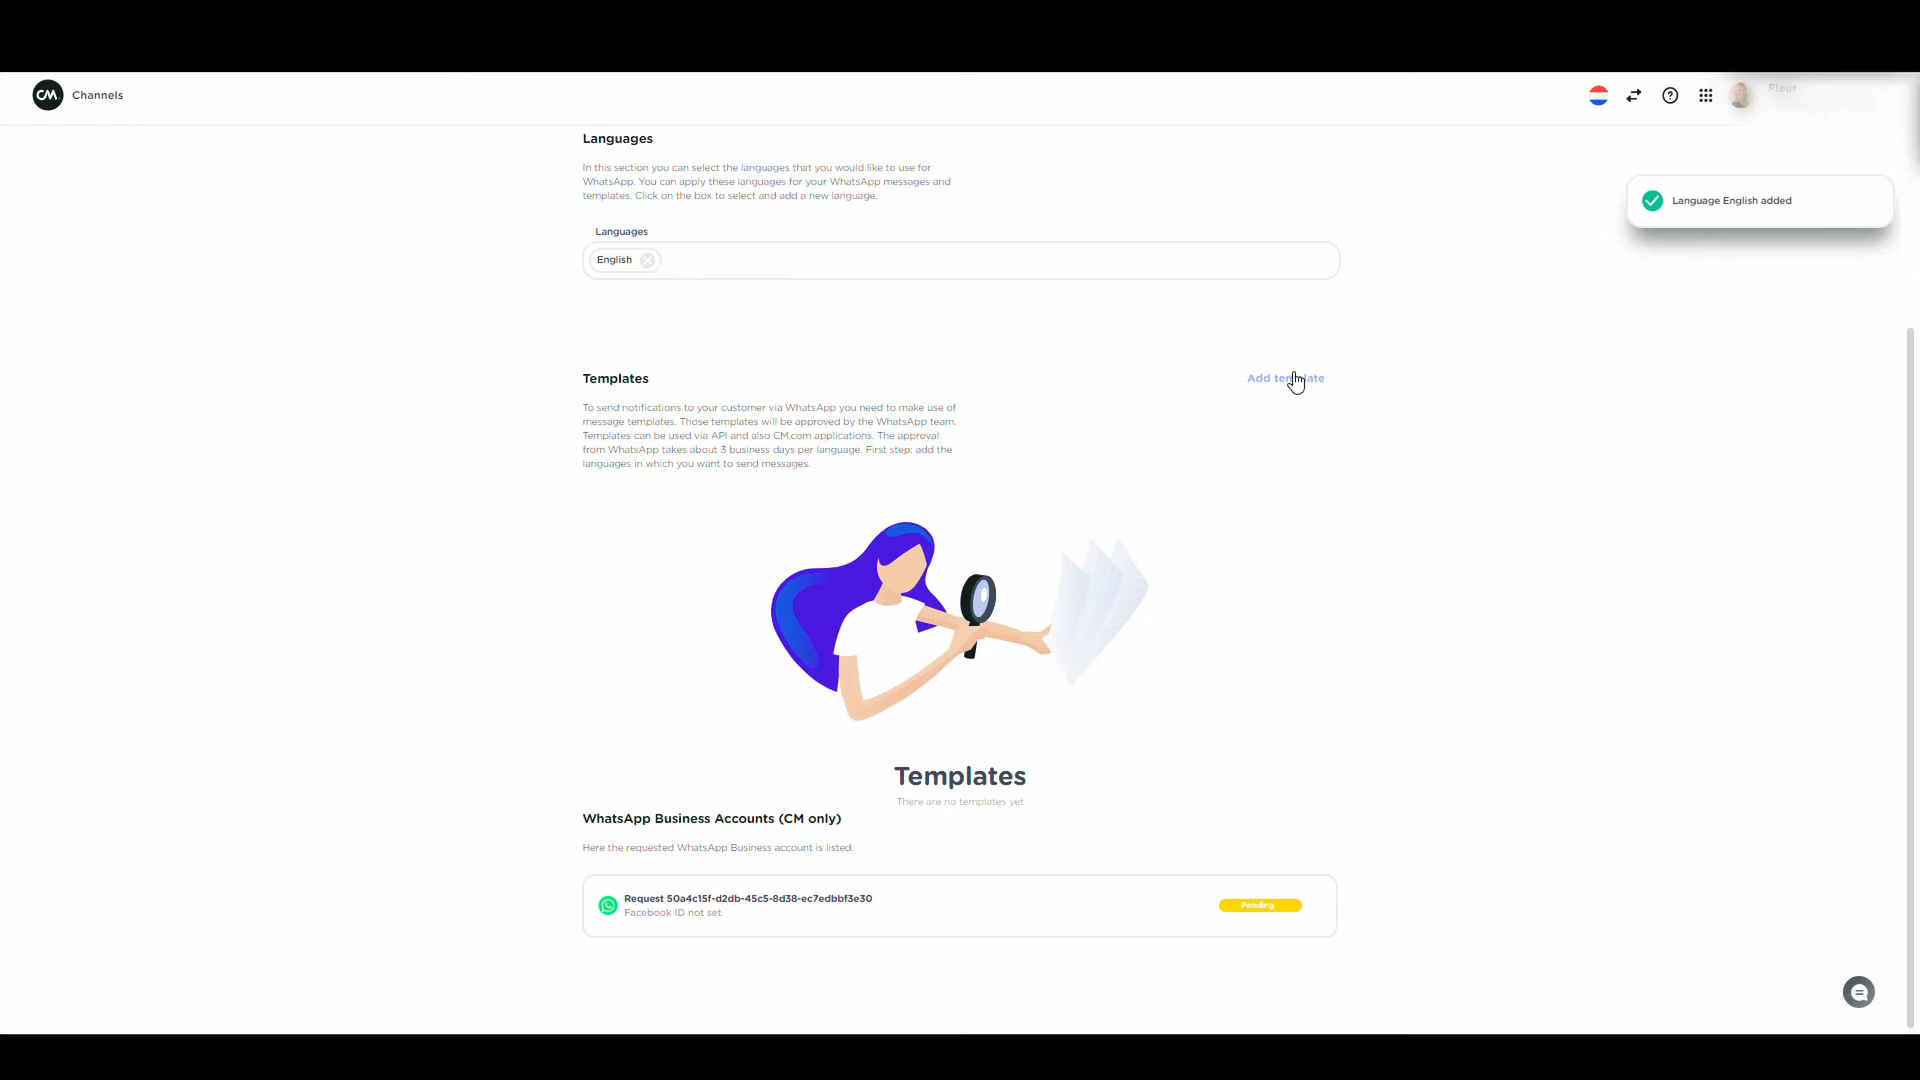 CM Channels
Fleur
Languages
In this section you can select the languages that you would like to use for
WhatsApp. You can apply these languages for your WhatsApp messages and
templates. Click on the box to select and add a new language.
Language English added
Languages
English
Templates
Add template
To send notifications to your customer via WhatsApp you need to make use of
message templates. Those templates will be approved by the WhatsApp team.
Templates can be used via API and also CM.com applications. The approval
from WhatsApp takes about 3 business days per language. First step: add the
languages in which you want to send messages.
Templates
There are no templates yet
WhatsApp Business Accounts (CM only)
Here the requested WhatsApp Business account is listed.
Request 50a4c15f-d2db-45c5-8d38-ec7edbbf3e30
Facebook ID not set
Pending